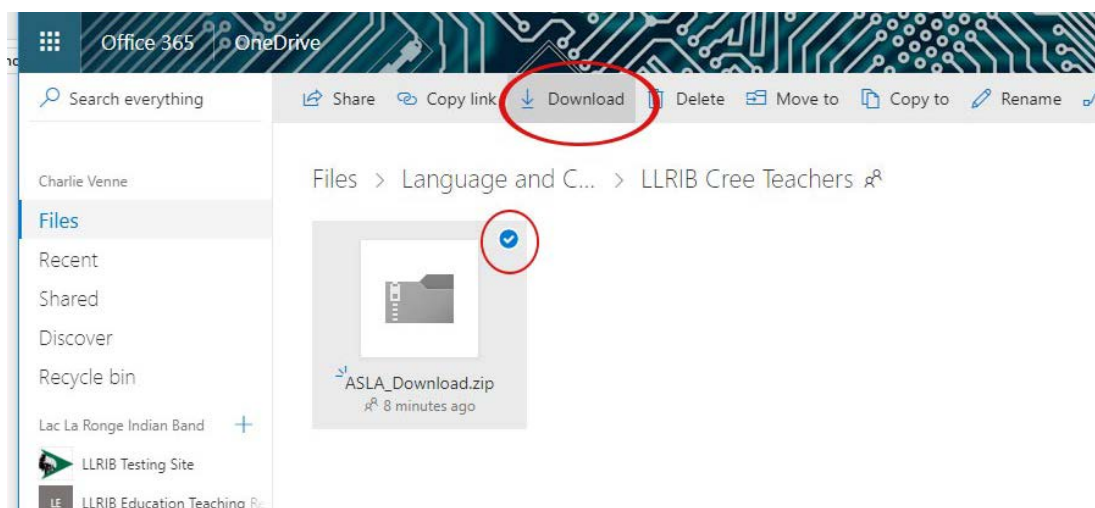 Office 365 OneDrive
Search everything
Share Copy link Download Delete Move to Copy to Rename
Charlie Venne
Files
Recent
Shared
Discover
Recycle bin
Lac La Ronge Indian Band
LLRIB Testing Site
LE LLRIB Education Teaching
Files > Language and C... > LLRIB Cree Teachers
ASLA_Download.zip
8 minutes ago